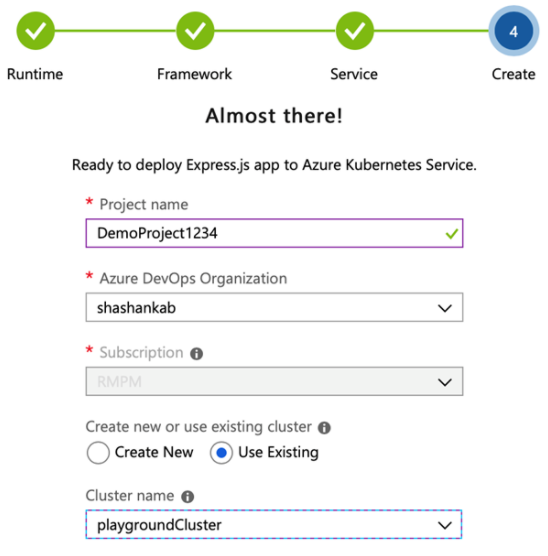 4
Runtime Framework Service Create
Almost there!
Ready to deploy Express.js app to Azure Kubernetes Service.
* Project name
DemoProject1234
* Azure DevOps Organization
shashankab
* Subscription
RMPM
Create new or use existing cluster
Create New Use Existing
Cluster name
playgroundCluster